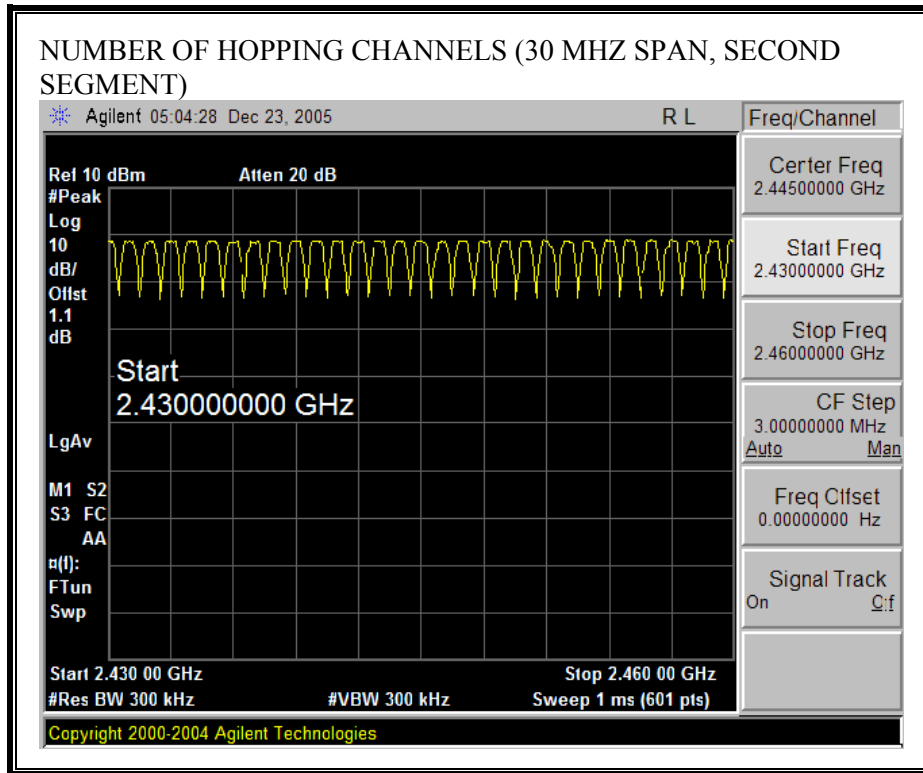 NUMBER OF HOPPING CHANNELS (30 MHZ SPAN, SECOND
SEGMENT)
Agilent 05:04:28 Dec 23, 2005 R L
Freq/Channel
Ref 10 dBm Atten 20 dB
#Peak
Log
10
dB/
Offst
1.1
dB
Start
2.430000000 GHz
LgAv
M1 S2
S3 FC
AA
¤(f):
FTun
Swp
Start 2.430 00 GHz Stop 2.460 00 GHz
#Res BW 300 kHz #VBW 300 kHz Sweep 1 ms (601 pts)
Copyright 2000-2004 Agilent Technologies
Center Freq
2.44500000 GHz
Start Freq
2.43000000 GHz
Stop Freq
2.46000000 GHz
CF Step
3.00000000 MHz
Auto Man
Freq Offset
0.00000000 Hz
Signal Track
On Off